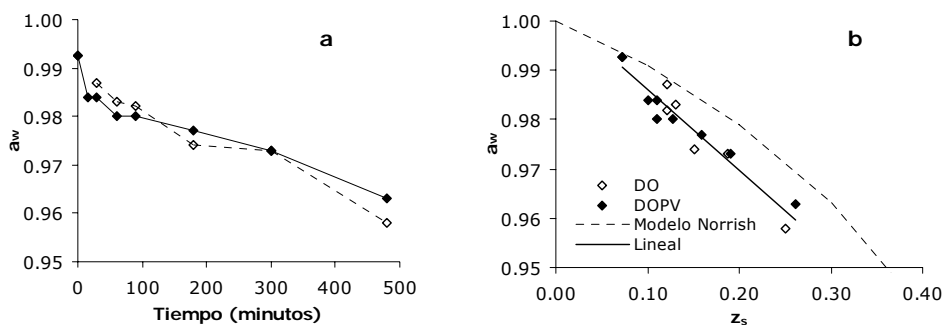 a
1.00
0.99
0.98
0.97
0.96
0.95
aw
0 100 200 300 400 500
Tiempo (minutos)
b
1.00
0.99
0.98
0.97
0.96
0.95
aw
DO
DOPV
Modelo Norrish
Lineal
0.00 0.10 0.20 0.30 0.40
zs